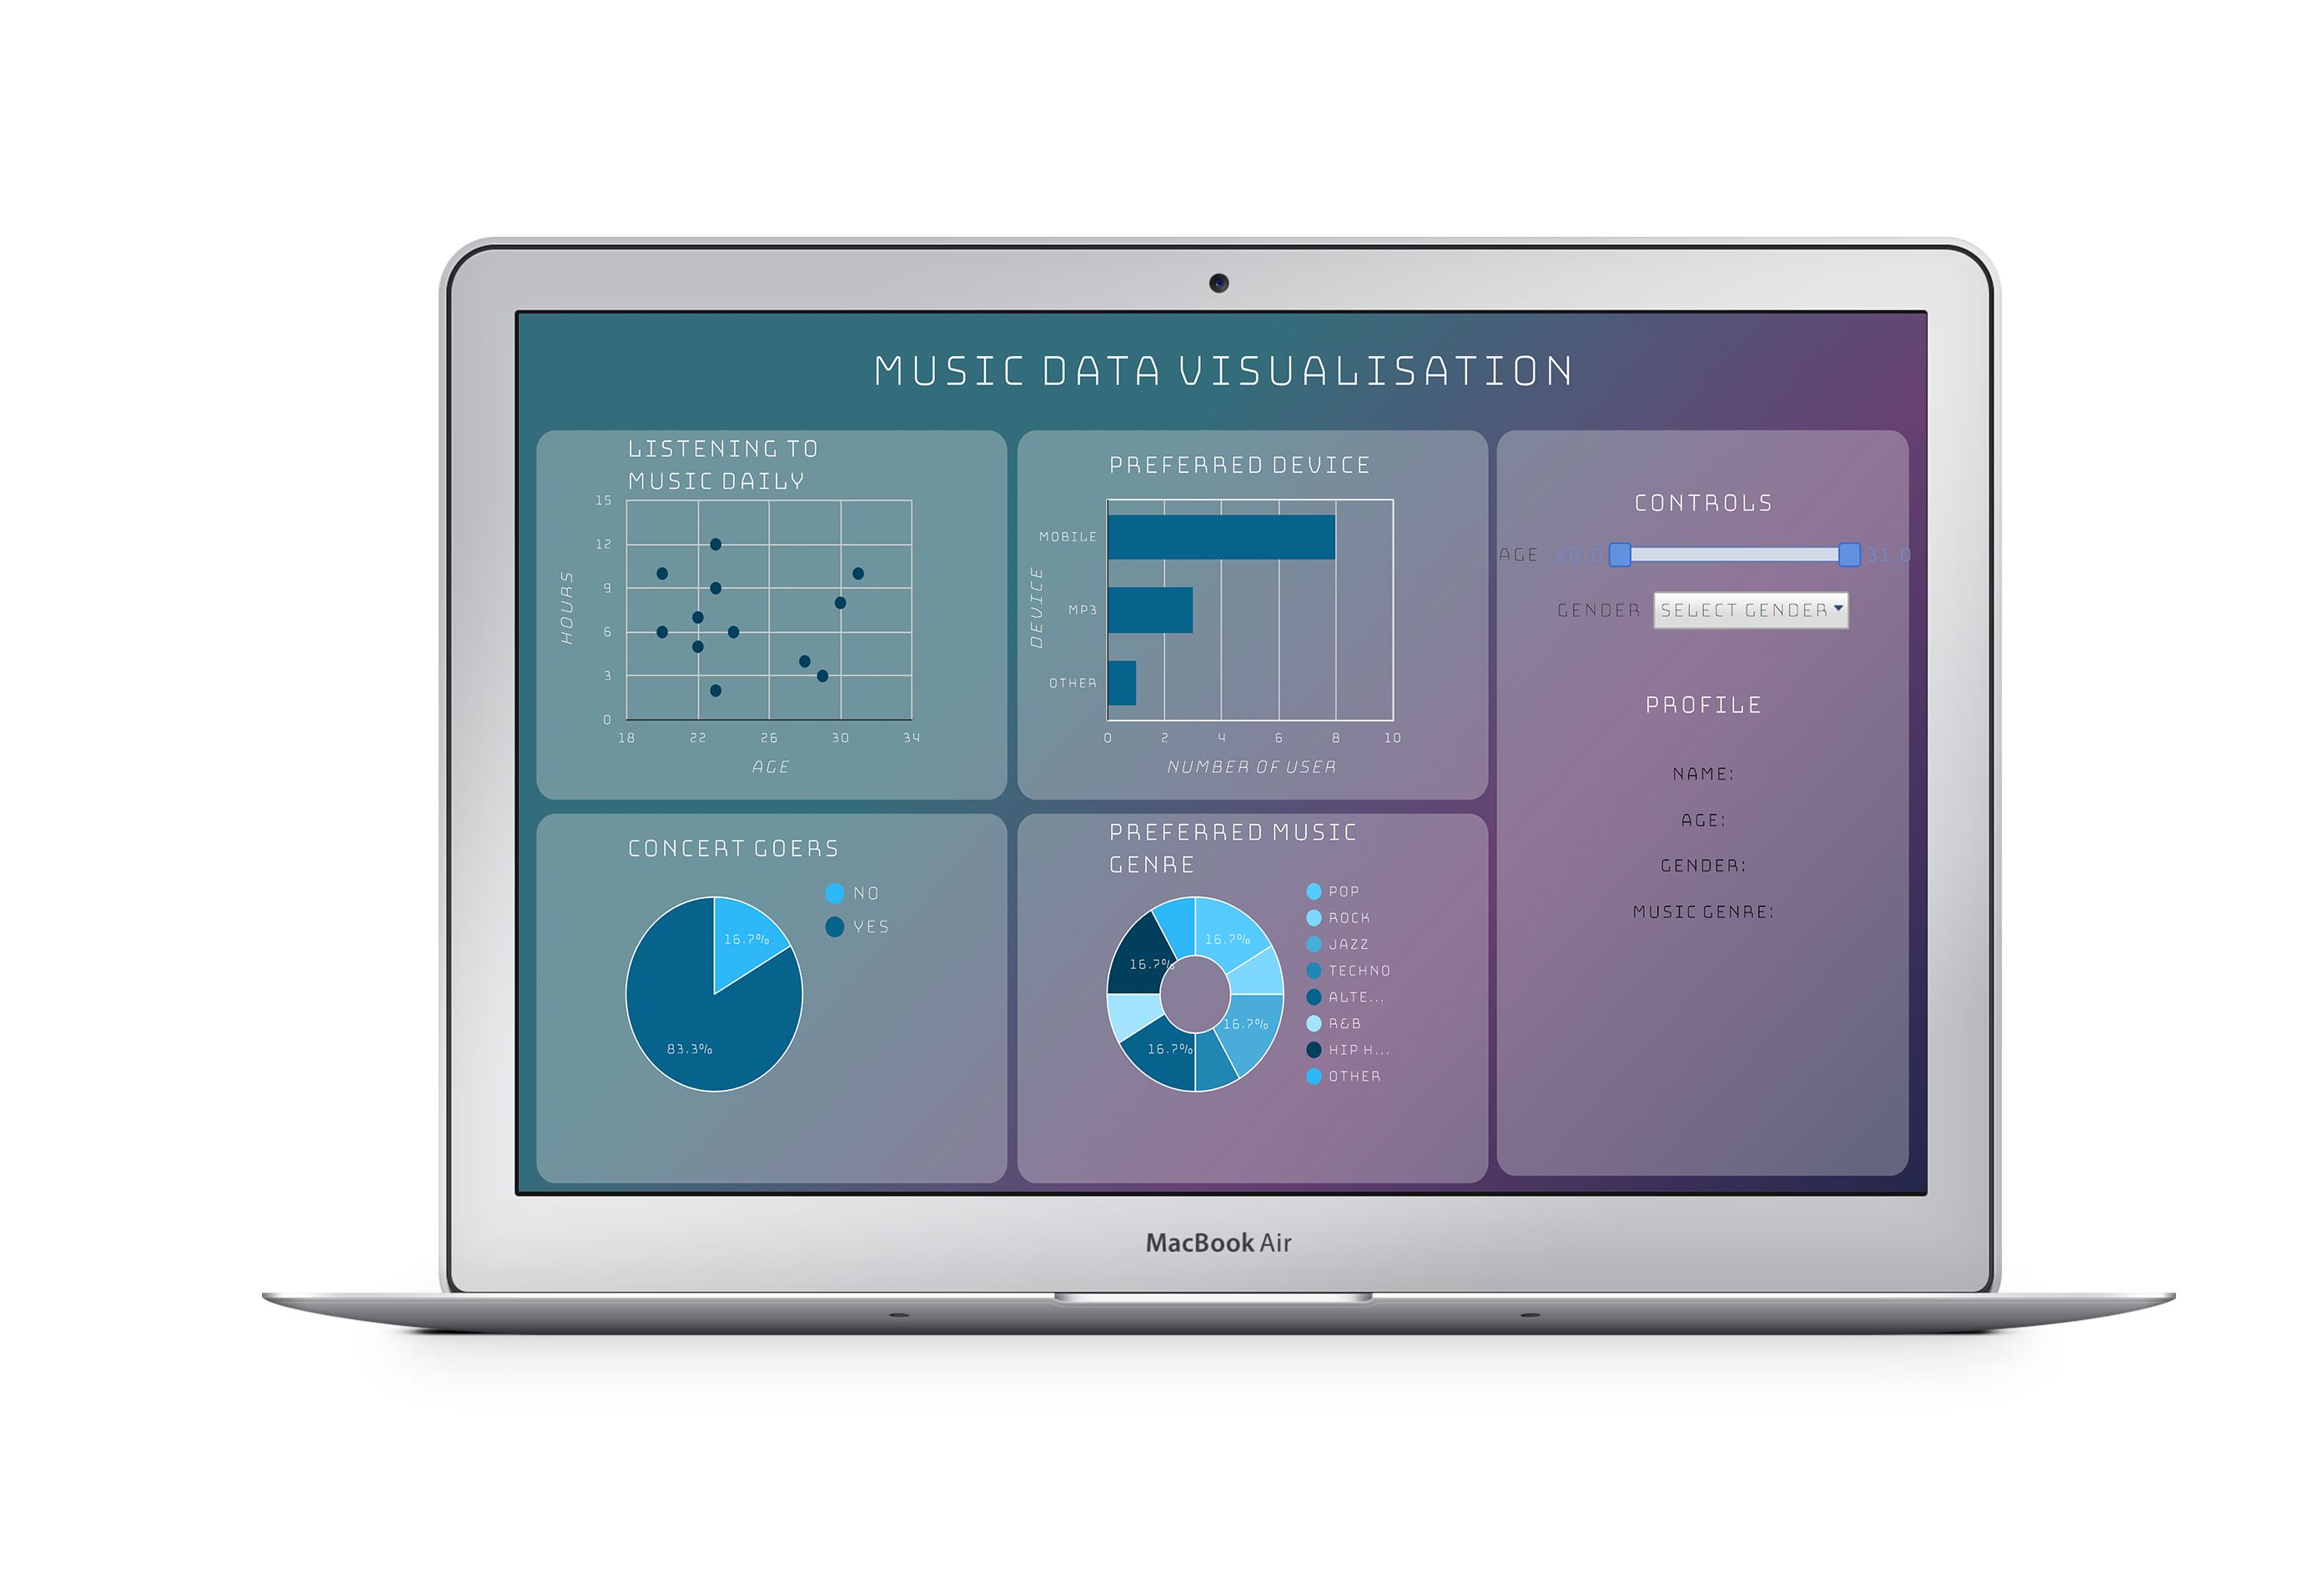 MUSIC DATA VISUALISATION
LISTENING TO
MUSIC DAILY
15
12
9
6
3
0
HOURS
18 22 26 30 34
AGE
PREFERRED DEVICE
DEVICE
MOBILE
MP3
OTHER
0 2 4 6 8 10
NUMBER OF USER
CONTROLS
AGE 20.0 31.0
GENDER SELECT GENDER
PROFILE
NAME:
AGE:
GENDER:
MUSIC GENRE:
CONCERT GOERS
NO
YES
16.7%
83.3%
PREFERRED MUSIC
GENRE
16.7%
16.7%
16.7%
16.7%
POP
ROCK
JAZZ
TECHNO
ALTE...
R&B
HIP H...
OTHER
MacBook Air